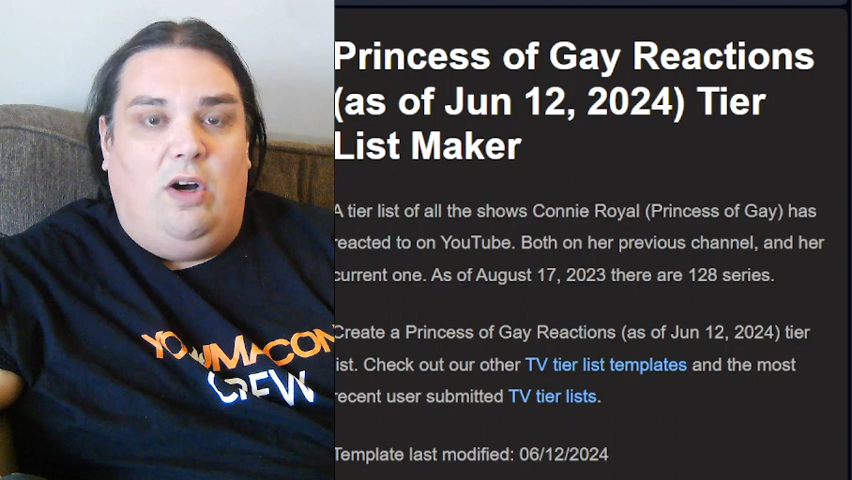 YOUMACON
CREW
Princess of Gay Reactions
(as of Jun 12, 2024) Tier
List Maker
A tier list of all the shows Connie Royal (Princess of Gay) has
reacted to on YouTube. Both on her previous channel, and her
current one. As of August 17, 2023 there are 128 series.
Create a Princess of Gay Reactions (as of Jun 12, 2024) tier
list. Check out our other TV tier list templates and the most
recent user submitted TV tier lists.
Template last modified: 06/12/2024